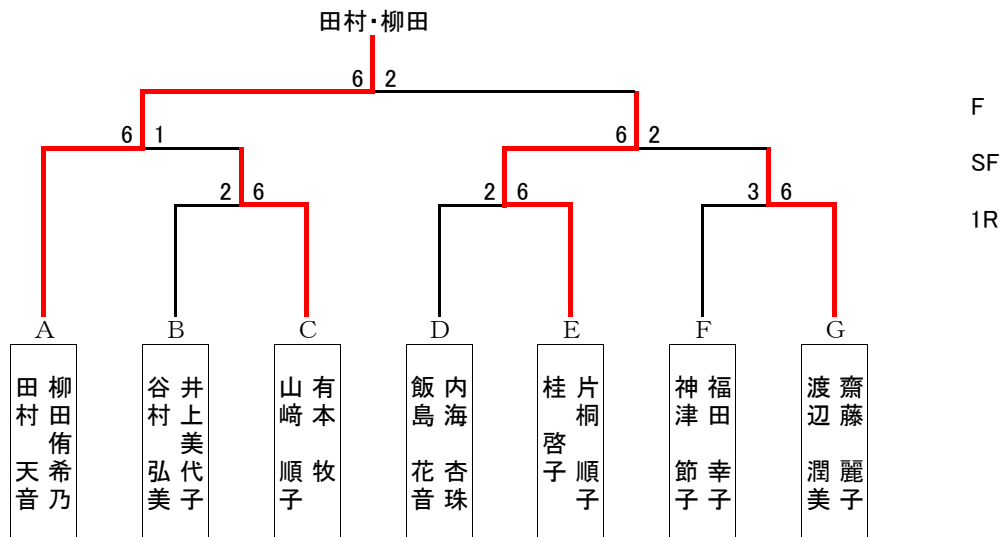 田村・柳田
6 2
F
6 1
6 2
SF
2 6
2 6
3 6
1R
A
B
C
D
E
F
G
柳田侑希乃
田村 天音
井上美代子
谷村 弘美
有本 牧
山﨑 順子
内海 杏珠
飯島 花音
片桐 順子
桂 啓子
福田 幸子
神津 節子
齋藤 麗子
渡辺 潤美